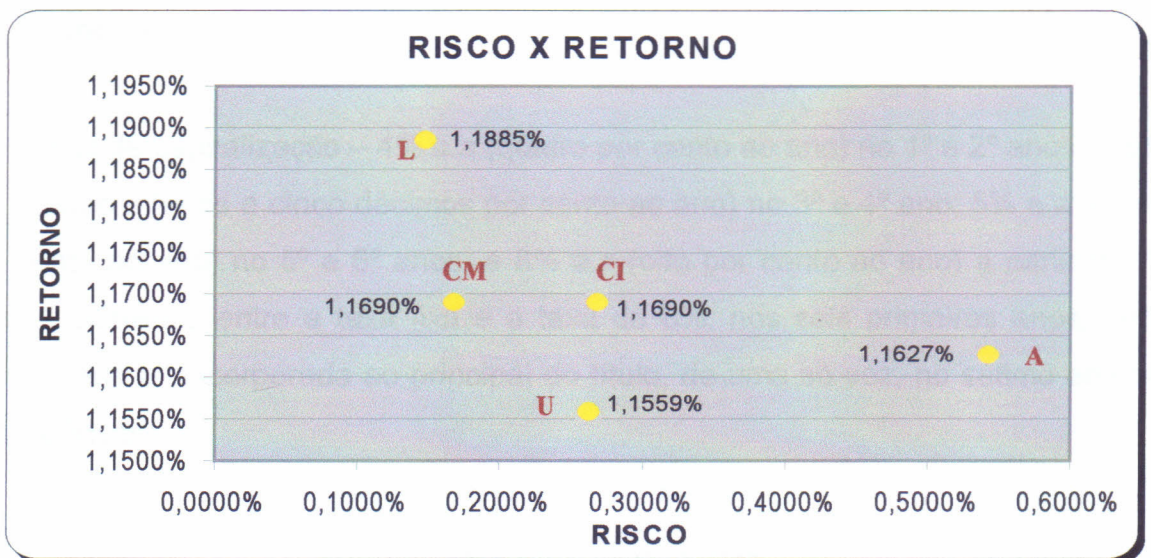 RISCO X RETORNO
RETORNO
1,1950%
1,1900%
1,1850%
1,1800%
1,1750%
1,1700%
1,1650%
1,1600%
1,1550%
1,1500%
L 1,1885%
CM CI
1,1690% 1,1690%
1,1627% A
U 1,1559%
0,0000% 0,1000% 0,2000% 0,3000% 0,4000% 0,5000% 0,6000%
RISCO